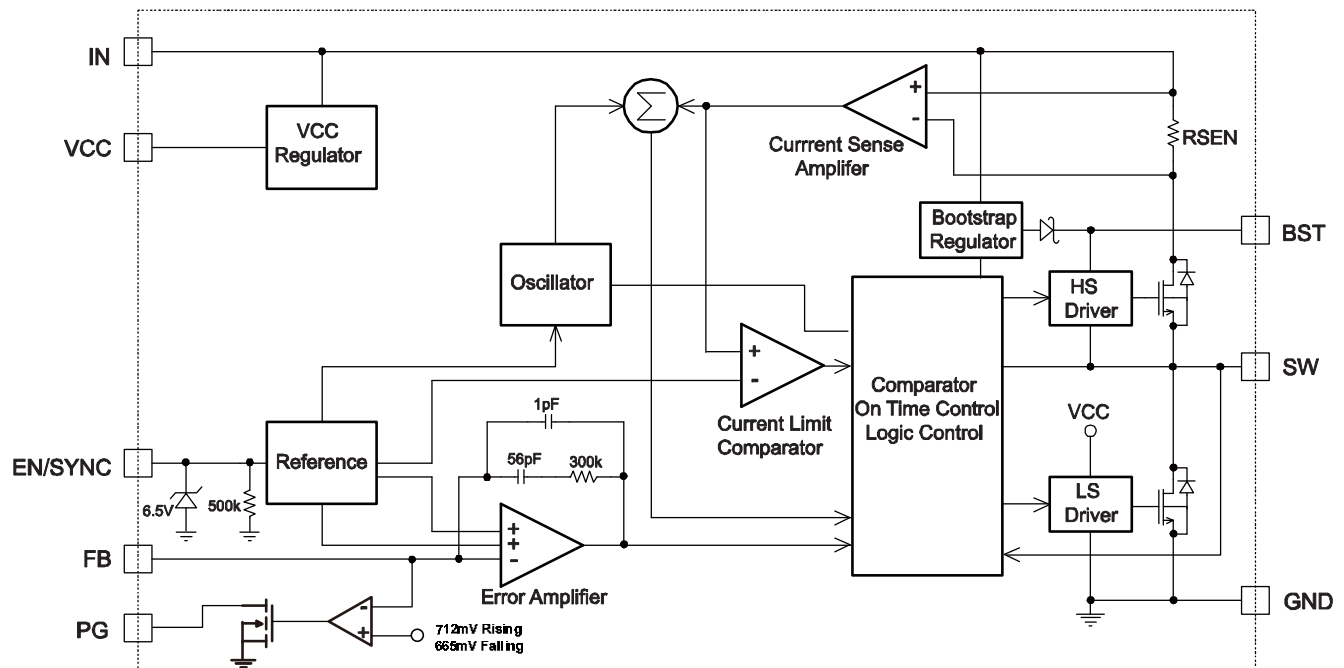 IN
VCC
VCC
Regulator
Σ
+
-
Currrent Sense
Amplifer
RSEN
Bootstrap
Regulator
BST
Oscillator
HS
Driver
+
-
Current Limit
Comparator
Comparator
On Time Control
Logic Control
SW
VCC
1pF
56pF
300k
EN/SYNC
Reference
6.5V
500k
LS
Driver
FB
+
+
-
Error Amplifier
GND
PG
-
+
712mV Rising
665mV Falling